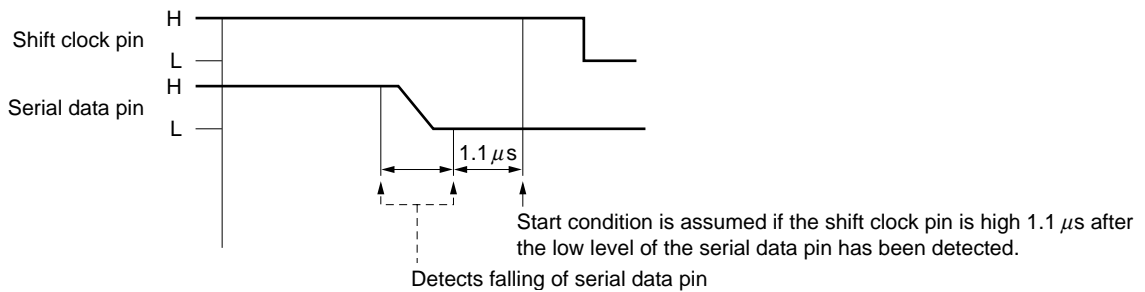 H
Shift clock pin
L
H
Serial data pin
L
1.1 μs
Start condition is assumed if the shift clock pin is high 1.1 μs after
the low level of the serial data pin has been detected.
Detects falling of serial data pin